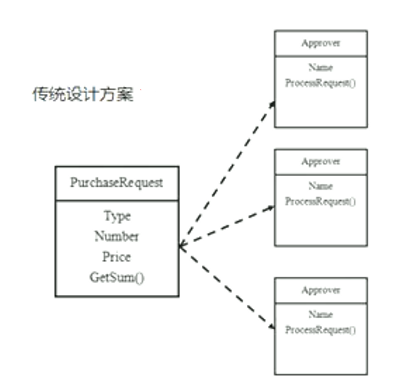 传统设计方案
PurchaseRequest
Type
Number
Price
GetSum()
Approver
Name
ProcessRequest()
Approver
Name
ProcessRequest()
Approver
Name
ProcessRequest()